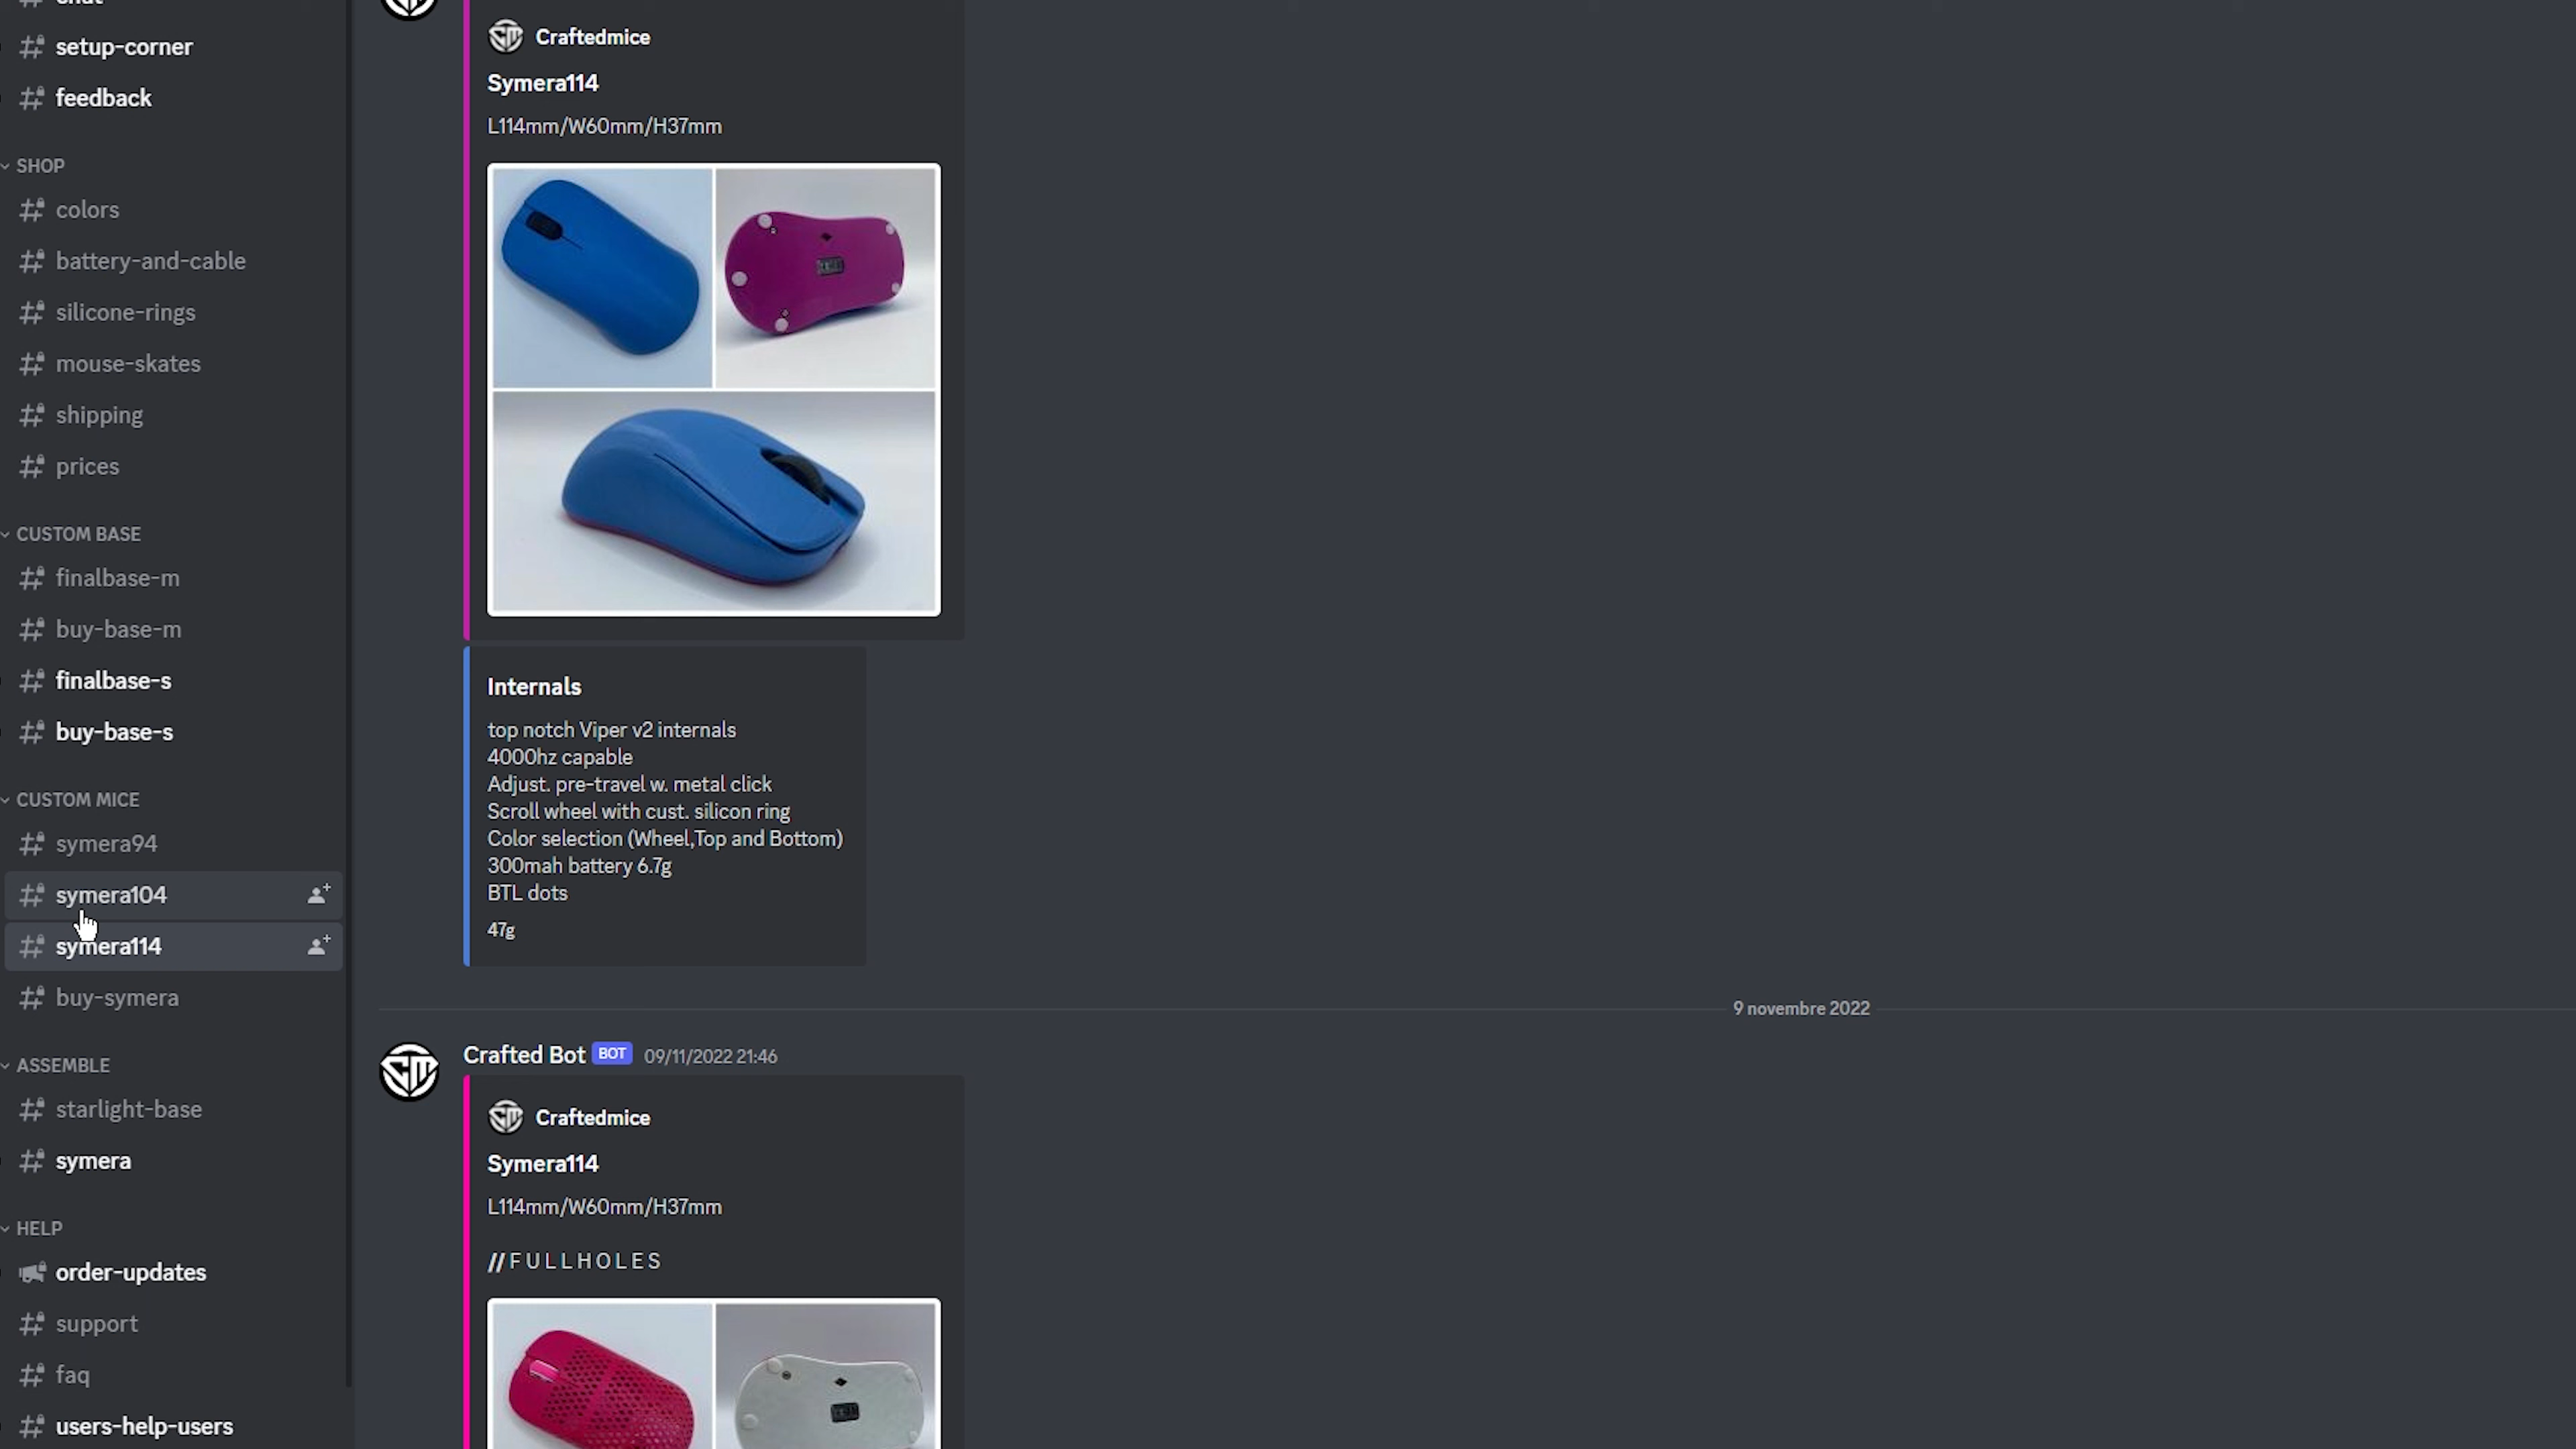 chat
setup-corner
feedback
SHOP
colors
battery-and-cable
silicone-rings
mouse-skates
shipping
prices
CUSTOM BASE
finalbase-m
buy-base-m
finalbase-s
buy-base-s
CUSTOM MICE
symera94
symera104
symera114
buy-symera
ASSEMBLE
starlight-base
symera
HELP
order-updates
support
faq
users-help-users
Craftedmice
Symera114
L114mm/W60mm/H37mm
Internals
top notch Viper v2 internals
4000hz capable
Adjust. pre-travel w. metal click
Scroll wheel with cust. silicon ring
Color selection (Wheel,Top and Bottom)
300mah battery 6.7g
BTL dots
47g
9 novembre 2022
Crafted Bot BOT 09/11/2022 21:46
Craftedmice
Symera114
L114mm/W60mm/H37mm
//FULLHOLES